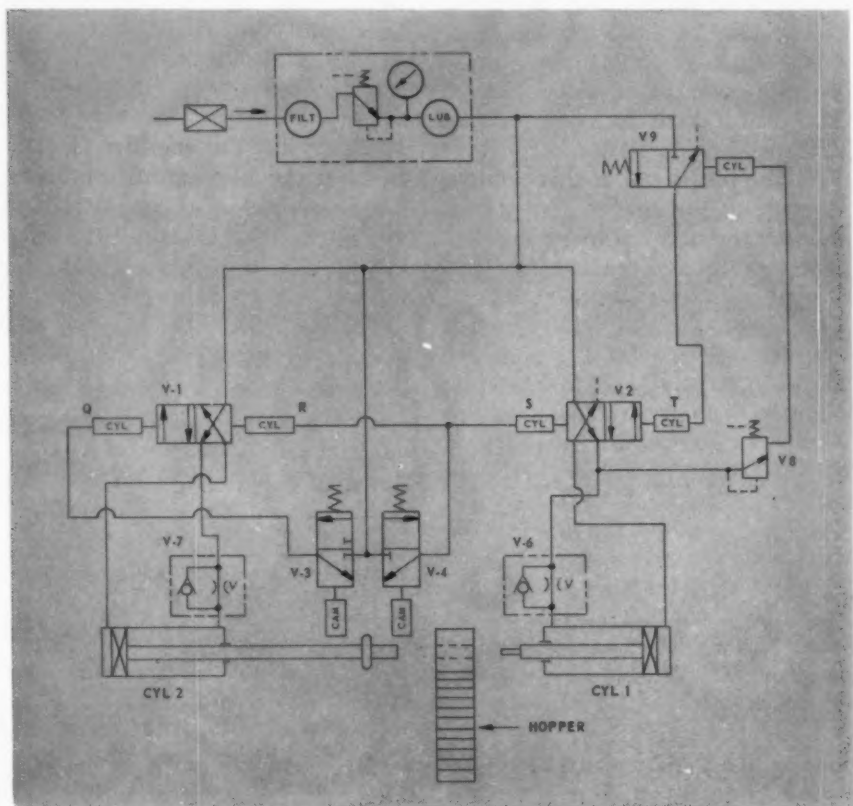 FILT
LUB
V9
CYL
V-1
Q
CYL
CYL
R
S
CYL
V2
T
CYL
V8
V-7
V-3
V-4
CAM
CAM
V-6
CYL 2
CYL 1
HOPPER
V
V